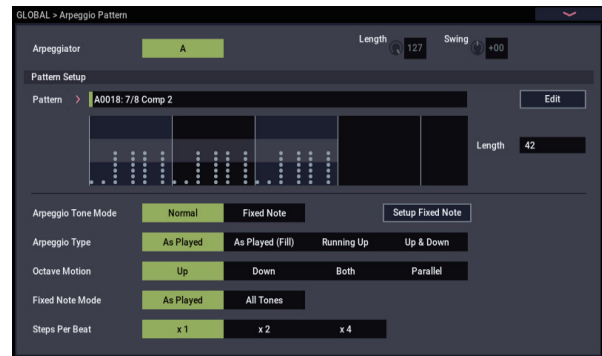 GLOBAL > Arpeggio Pattern
Arpeggiator A Length 127 Swing +00
Pattern Setup
Pattern > A0018: 7/8 Comp 2 Edit
Length 42
Arpeggio Tone Mode Normal Fixed Note Setup Fixed Note
Arpeggio Type As Played As Played (Fill) Running Up Up & Down
Octave Motion Up Down Both Parallel
Fixed Note Mode As Played All Tones
Steps Per Beat x 1 x 2 x 4